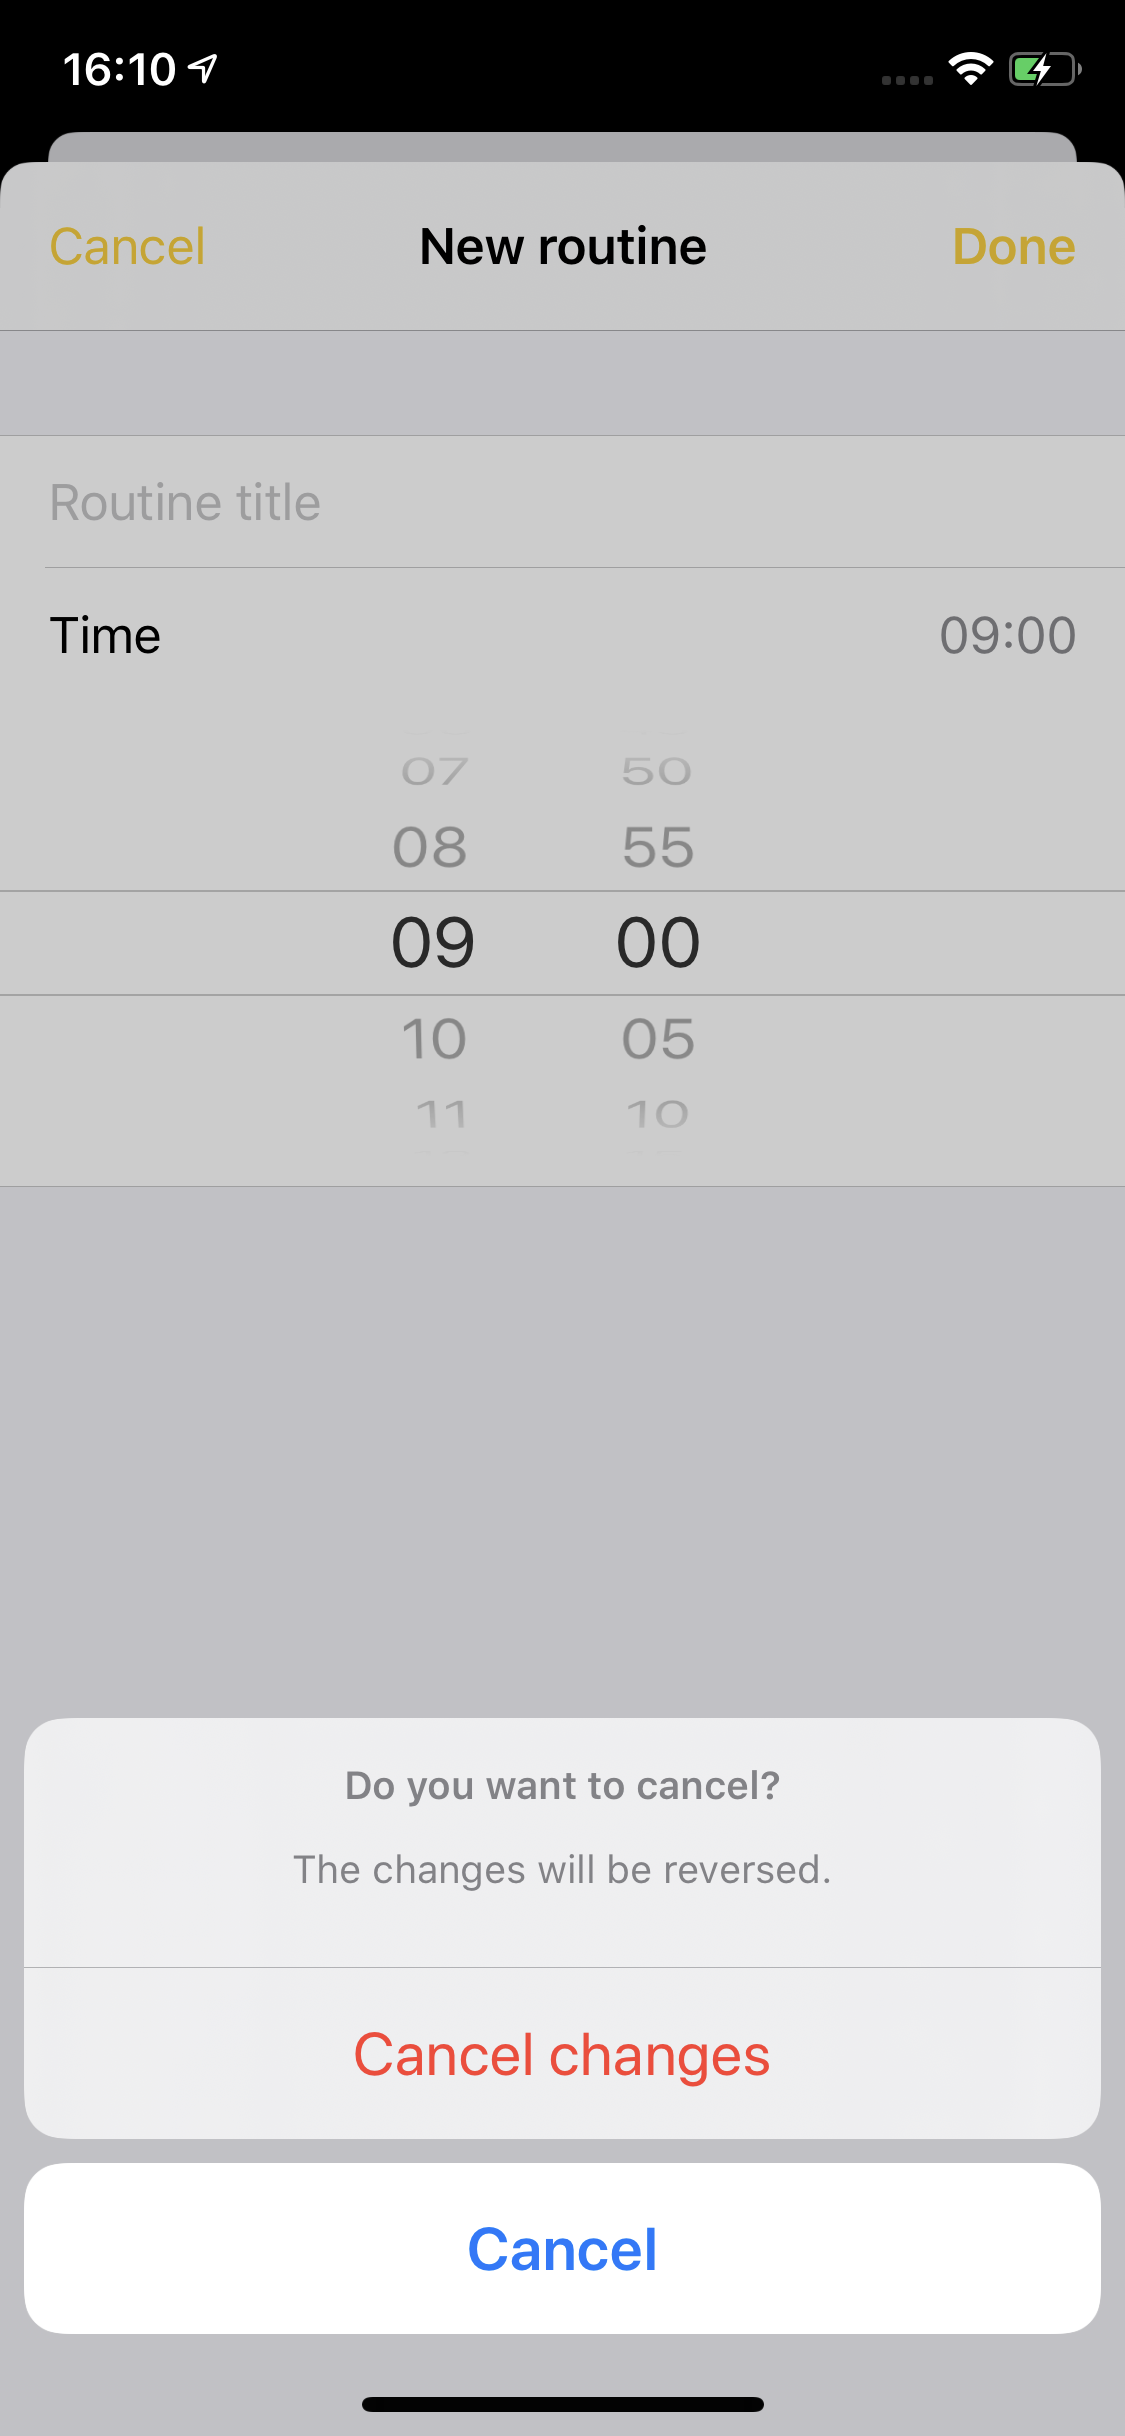 16:10
Cancel New routine Done
Routine title
Time 09:00
07 50
08 55
09 00
10 05
11 10
Do you want to cancel?
The changes will be reversed.
Cancel changes
Cancel